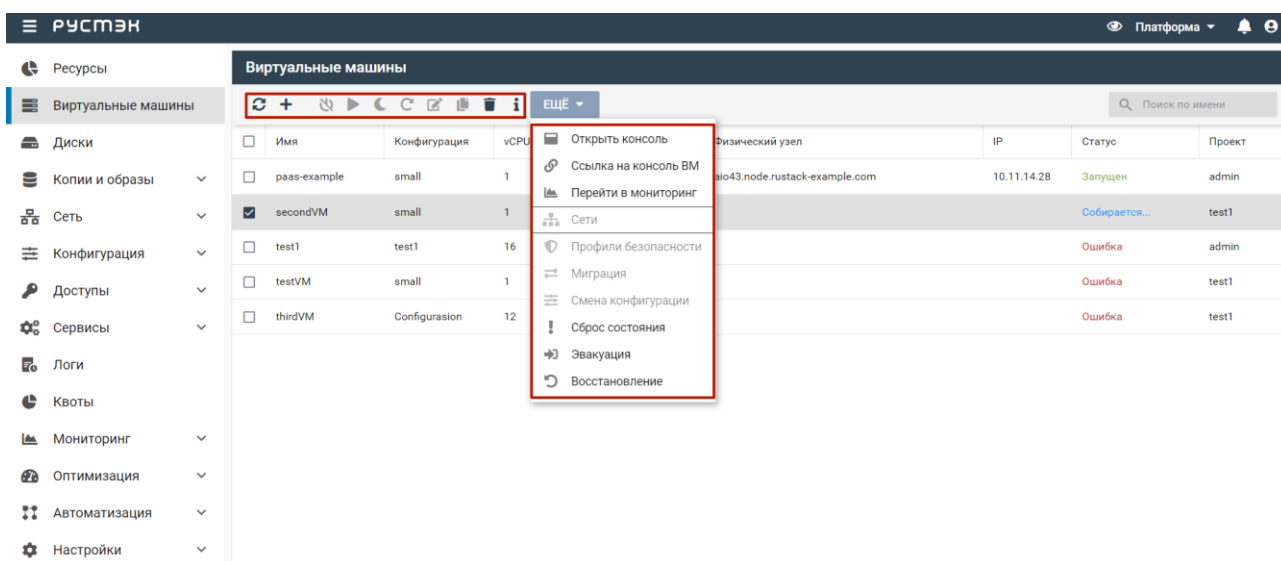 РУСТЭК
Платформа
Ресурсы
Виртуальные машины
Диски
Копии и образы
Сеть
Конфигурация
Доступы
Сервисы
Логи
Квоты
Мониторинг
Оптимизация
Автоматизация
Настройки
Виртуальные машины
ЕЩЁ
Поиск по имени
Имя Конфигурация vCPU Физический узел IP Статус Проект
paas-example small 1 aio43.node.rustack-example.com 10.11.14.28 Запущен admin
secondVM small 1 Собирается... test1
test1 test1 16 Ошибка admin
testVM small 1 Ошибка test1
thirdVM Configurasion 12 Ошибка test1
Открыть консоль
Ссылка на консоль ВМ
Перейти в мониторинг
Сети
Профили безопасности
Миграция
Смена конфигурации
Сброс состояния
Эвакуация
Восстановление